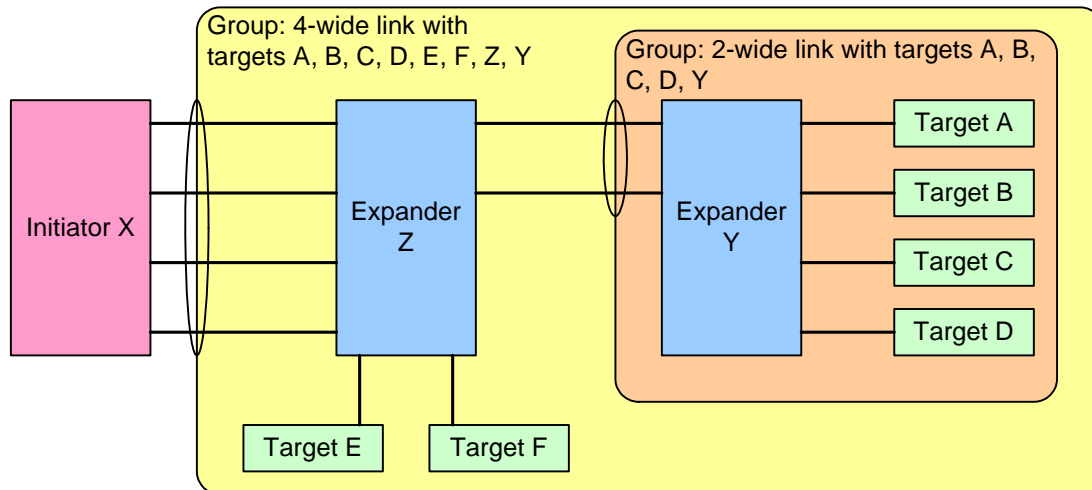 Group: 4-wide link with
targets A, B, C, D, E, F, Z, Y
Group: 2-wide link with targets A, B,
C, D, Y
Initiator X
Expander
Z
Expander
Y
Target A
Target B
Target C
Target D
Target E
Target F